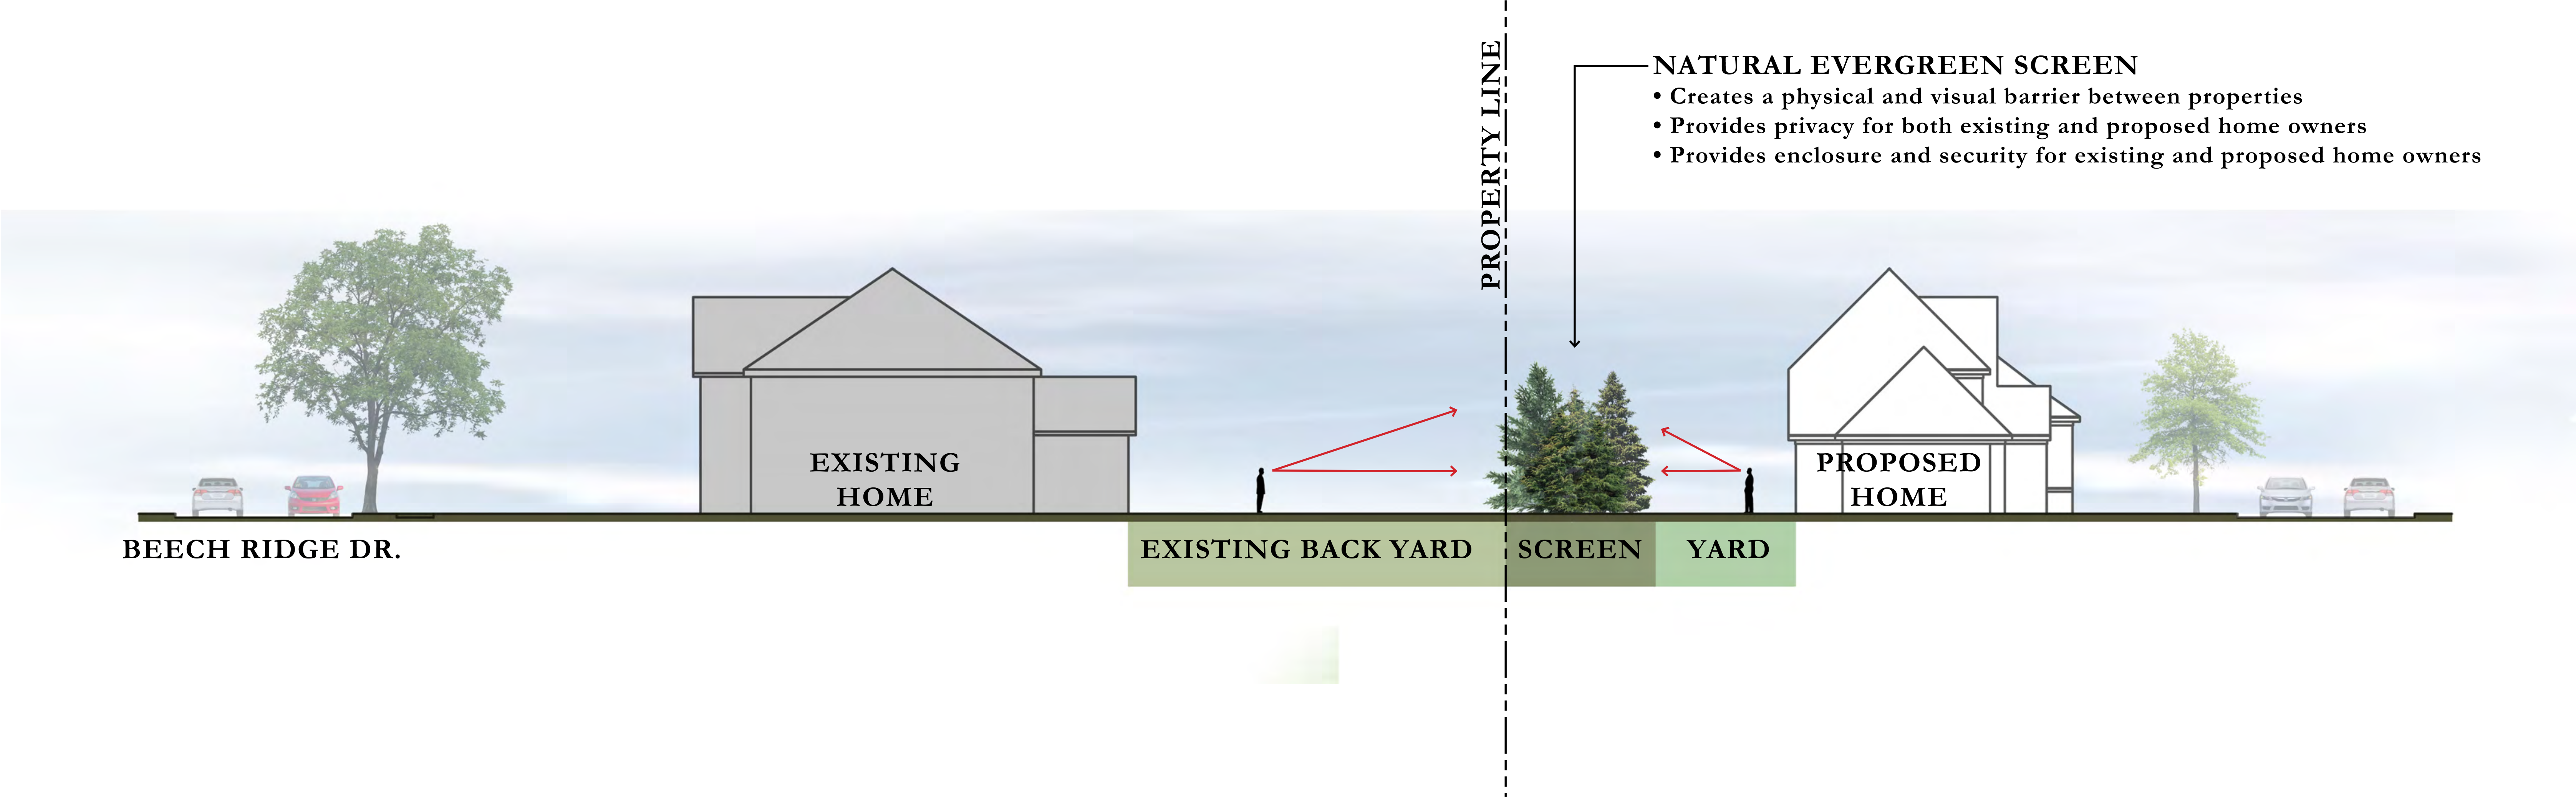 PROPERTY LINE
NATURAL EVERGREEN SCREEN
• Creates a physical and visual barrier between properties
• Provides privacy for both existing and proposed home owners
• Provides enclosure and security for existing and proposed home owners
EXISTING
HOME
PROPOSED
HOME
BEECH RIDGE DR.
EXISTING BACK YARD
SCREEN
YARD